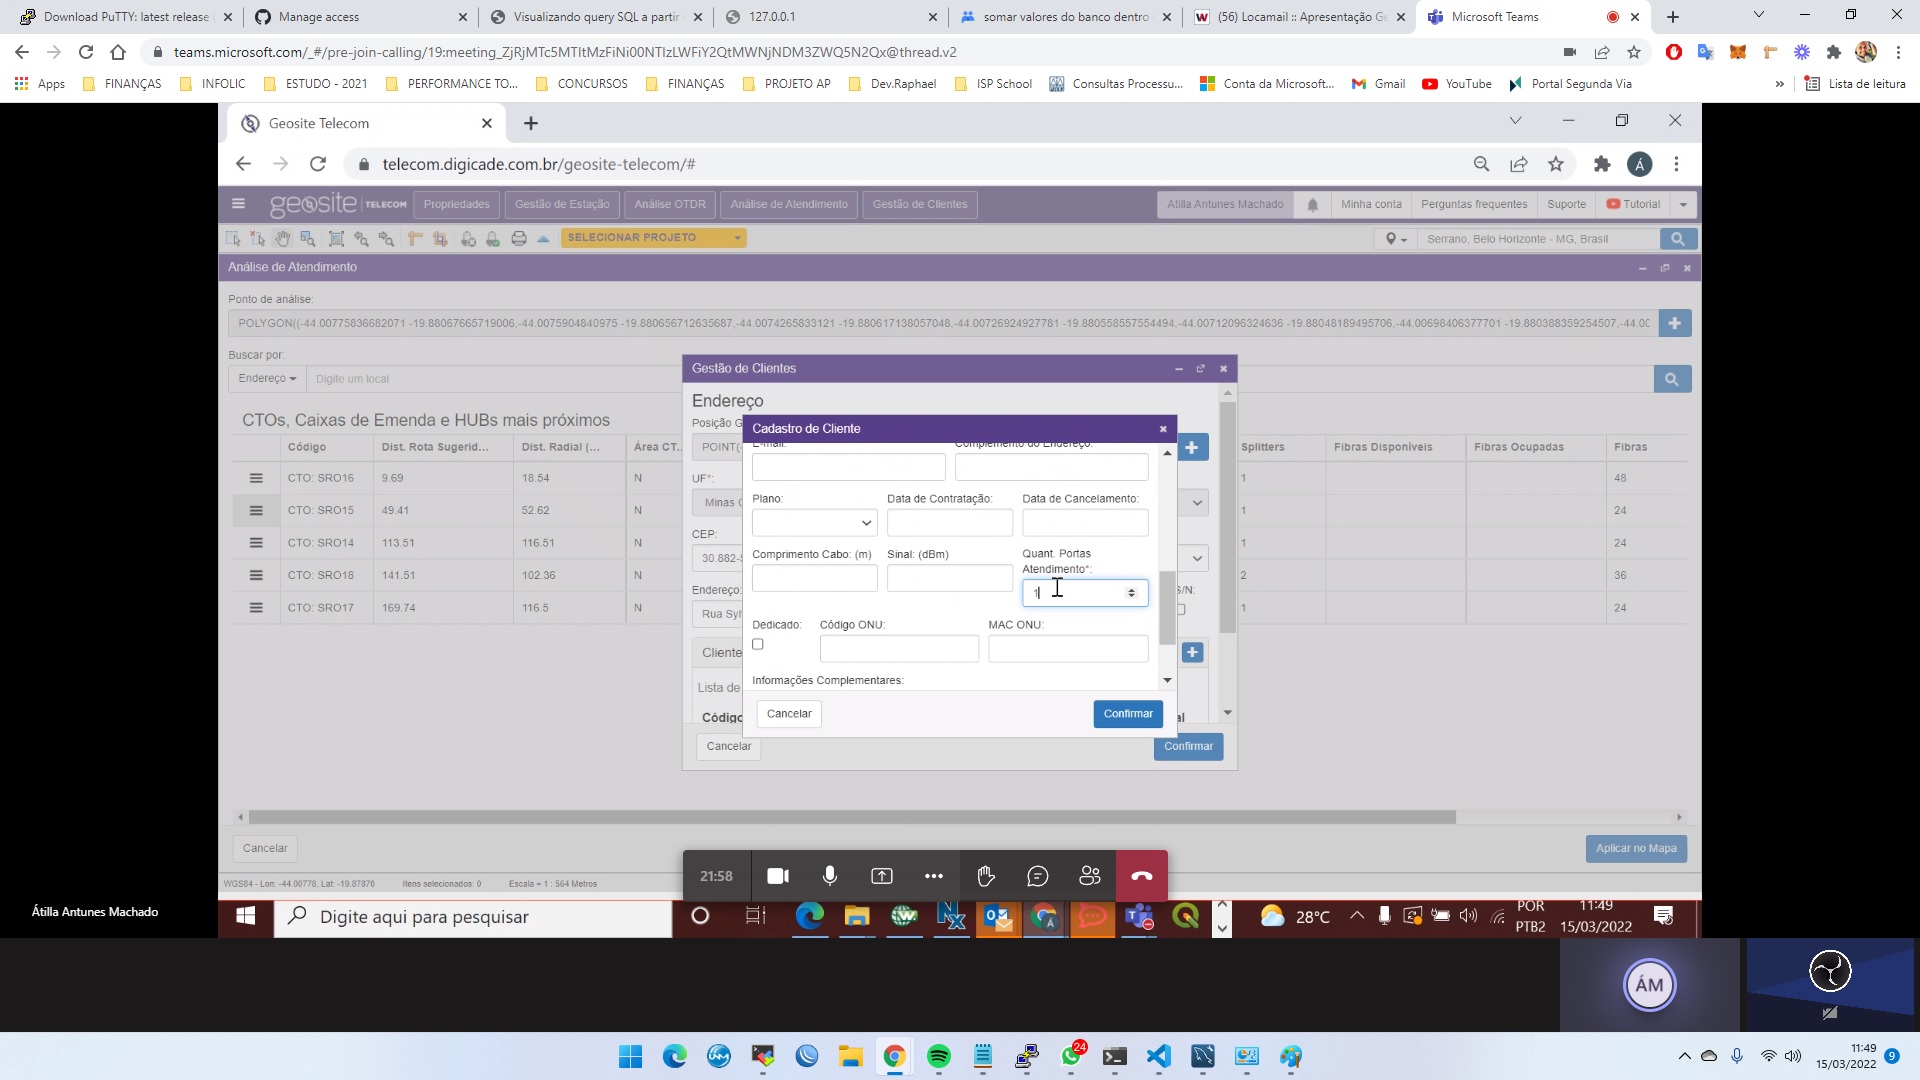 Download PuTTY: latest release
Manage access
Visualizando query SQL a partir
127.0.0.1
somar valores do banco dentro
(56) Locamail :: Apresentação Ge
Microsoft Teams
teams.microsoft.com/_#/pre-join-calling/19:meeting_ZjRjMTc5MTItMzFiNi00NTIzLWFiY2QtMWNjNDM3ZWQ5N2Qx@thread.v2
Apps FINANÇAS INFOLIC ESTUDO - 2021 PERFORMANCE TO... CONCURSOS FINANÇAS PROJETO AP Dev.Raphael ISP School Consultas Processu... Conta da Microsoft... Gmail YouTube Portal Segunda Via » Lista de leitura
Geosite Telecom
telecom.digicade.com.br/geosite-telecom/#
Á
geosite TELECOM Propriedades Gestão de Estação Análise OTDR Análise de Atendimento Gestão de Clientes Atilla Antunes Machado Minha conta Perguntas frequentes Suporte Tutorial
SELECIONAR PROJETO Serrano, Belo Horizonte - MG, Brasil
Análise de Atendimento
Ponto de análise:
POLYGON((-44.00775836682071 -19.88067665719006,-44.0075904840975 -19.880656712635687,-44.0074265833121 -19.880617138057048,-44.00726924927781 -19.880558557554494,-44.00712096324636 -19.88048189495706,-44.00698406377701 -19.880388359254507,-44.0C
Buscar por:
Endereço Digite um local
CTOs, Caixas de Emenda e HUBs mais próximos
Código Dist. Rota Sugerid... Dist. Radial (... Área CT... Splitters Fibras Disponíveis Fibras Ocupadas Fibras
CTO: SRO16 9.69 18.54 N 1 48
CTO: SRO15 49.41 52.62 N 1 24
CTO: SRO14 113.51 116.51 N 1 24
CTO: SRO18 141.51 102.36 N 2 36
CTO: SRO17 169.74 116.5 N 1 24
Gestão de Clientes
Endereço
Posição G
POINT(-
UF*:
Minas G
CEP:
30.882-
Endereço:
Rua Sylv
S/N:
Cliente
Lista de
Código
al
Cancelar Confirmar
Cadastro de Cliente
E-mail: Complemento do Endereço:
Plano: Data de Contratação: Data de Cancelamento:
Comprimento Cabo: (m) Sinal: (dBm) Quant. Portas
Atendimento*:
1
Dedicado: Código ONU: MAC ONU:
Informações Complementares:
Cancelar Confirmar
Cancelar Aplicar no Mapa
WGS84 - Lon: -44.00778, Lat: -19.87870 Itens selecionados: 0 Escala = 1 : 564 Metros
21:58
Átilla Antunes Machado
Digite aqui para pesquisar
28°C
POR
PTB2
11:49
15/03/2022
ÁM
24
11:49
15/03/2022
9